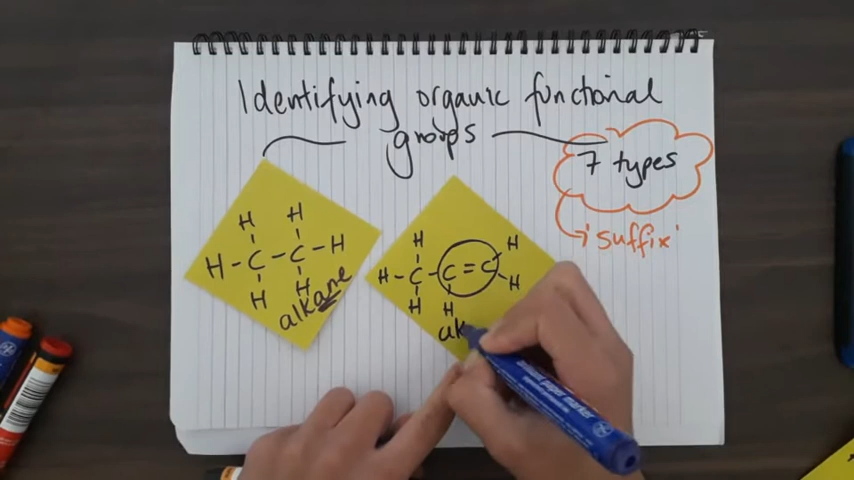 Identifying organic functional
groups
7 types
'suffix'
H H
H - C - C - H
H H
alkane
H H
H - C - C = C
H H H